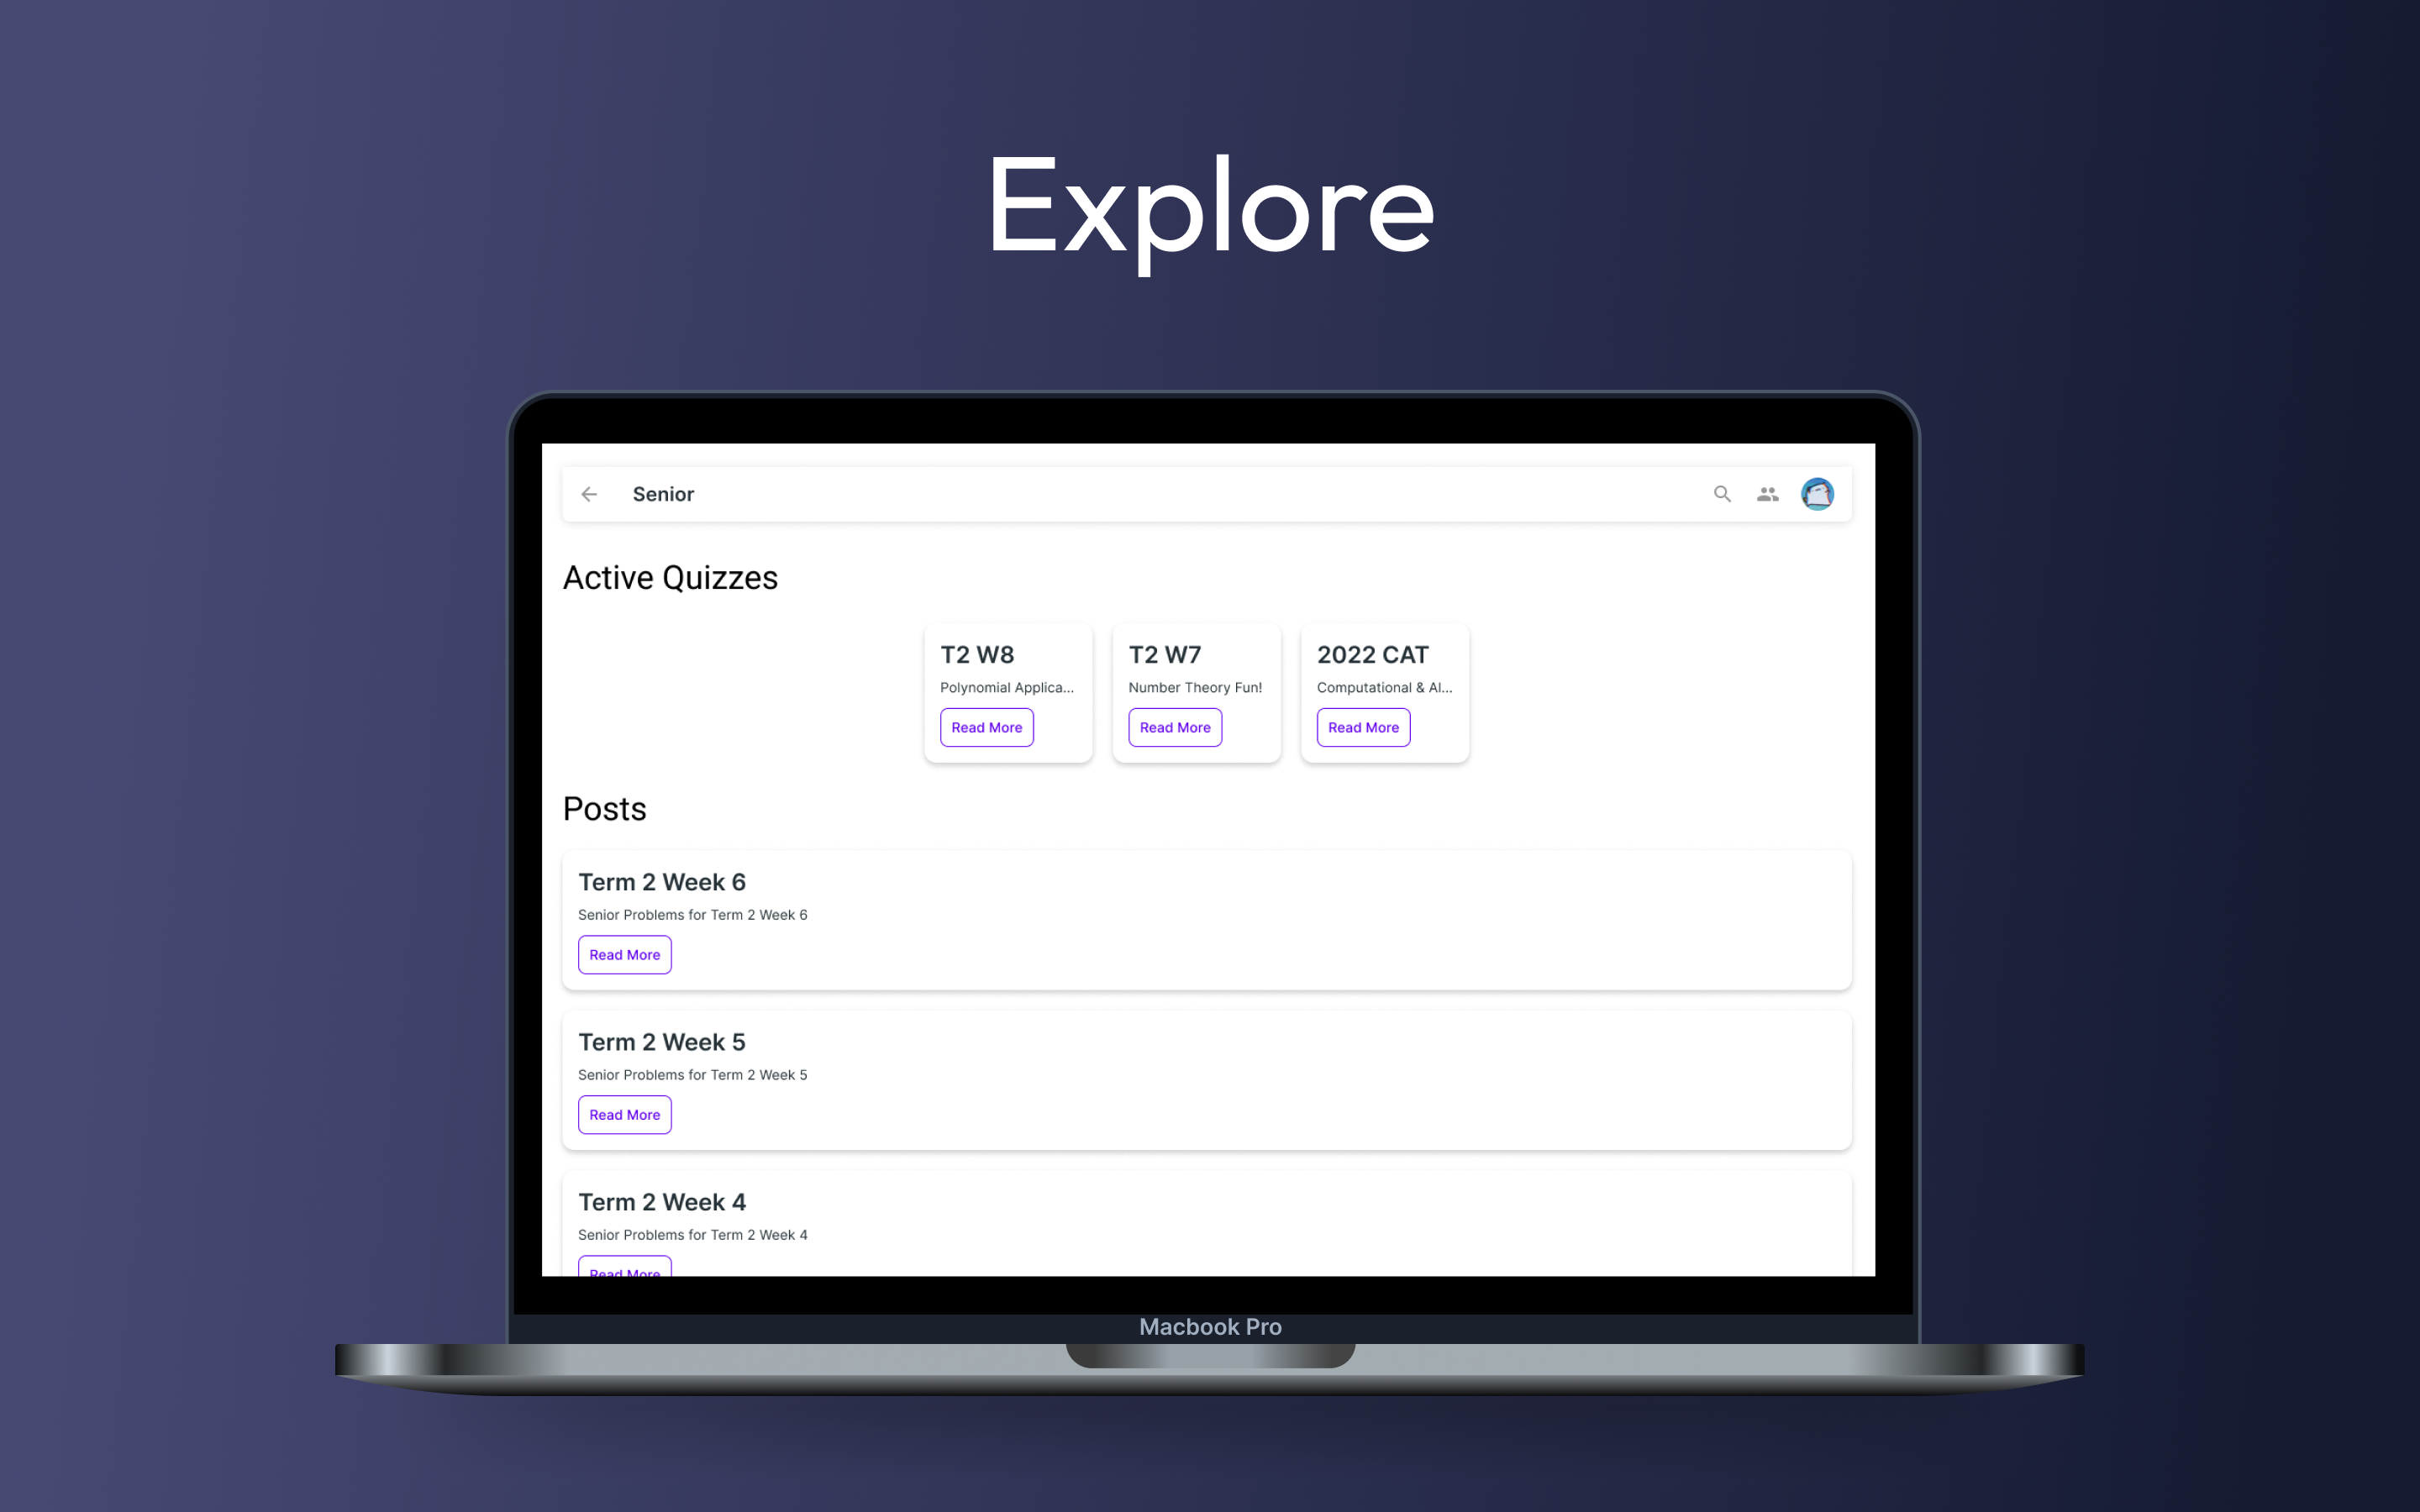 Explore
Senior
Active Quizzes
T2 W8
Polynomial Applica...
Read More
T2 W7
Number Theory Fun!
Read More
2022 CAT
Computational & Al...
Read More
Posts
Term 2 Week 6
Senior Problems for Term 2 Week 6
Read More
Term 2 Week 5
Senior Problems for Term 2 Week 5
Read More
Term 2 Week 4
Senior Problems for Term 2 Week 4
Read More
Macbook Pro